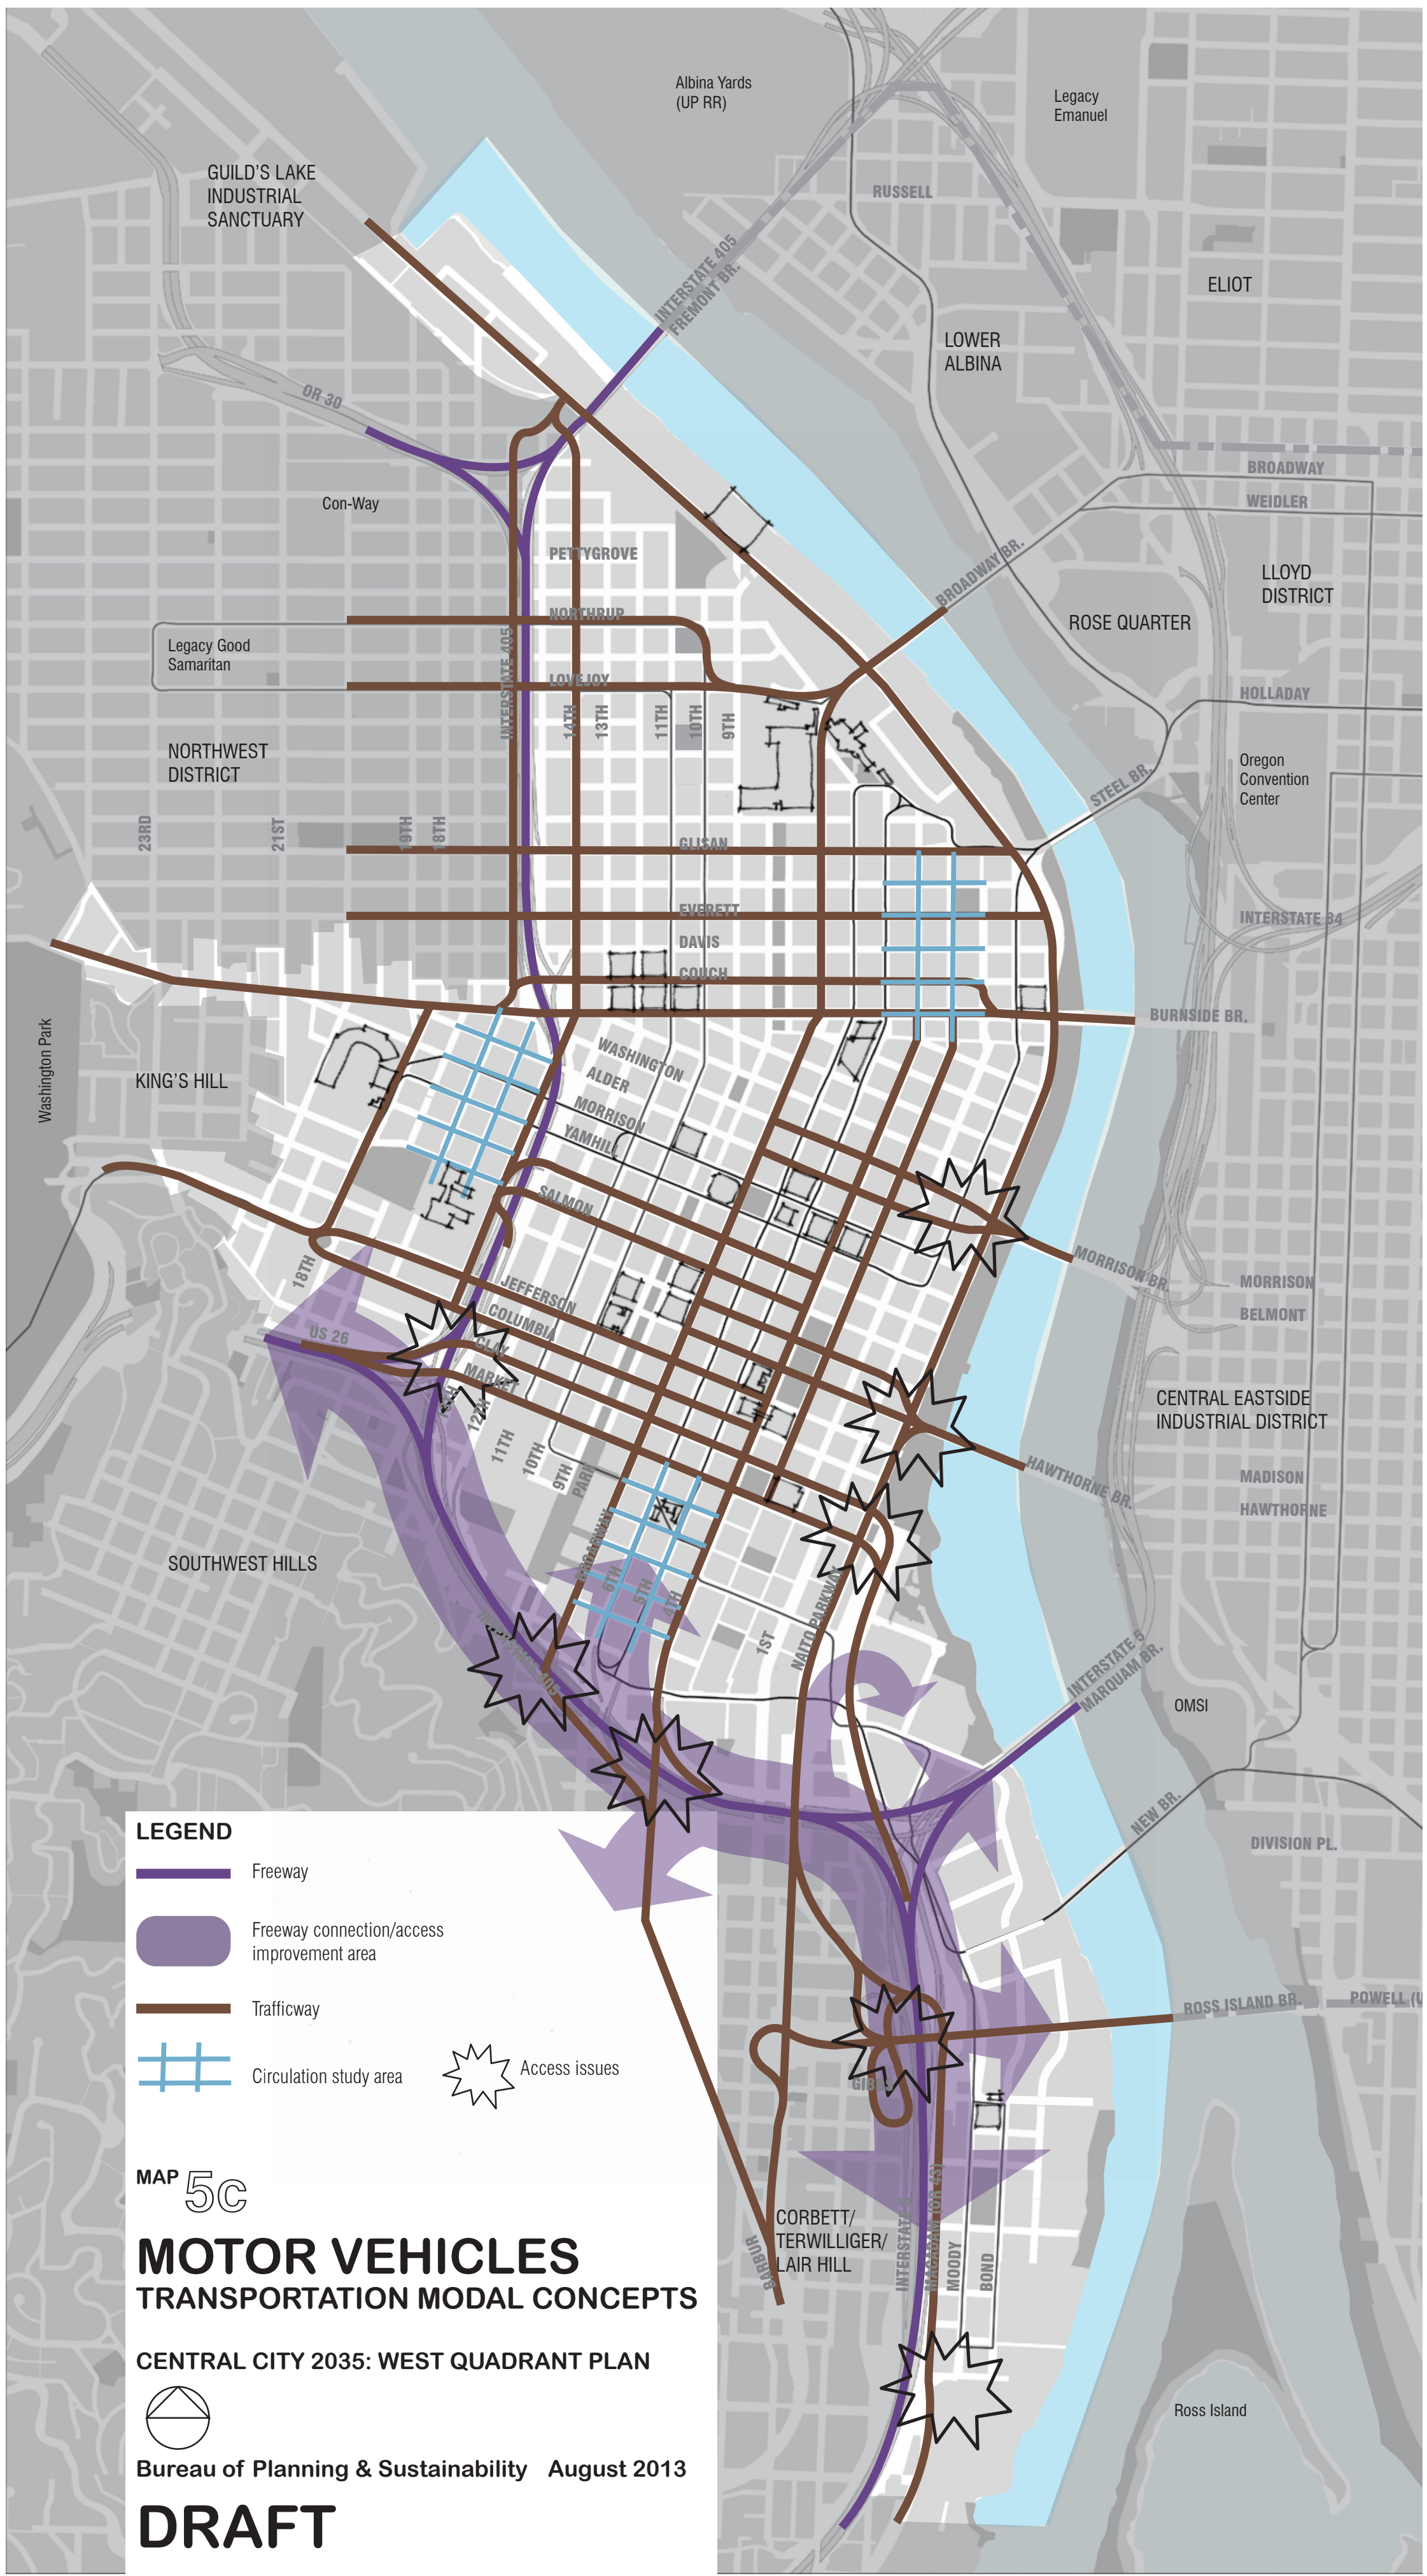 Albina Yards
(UP RR)
Legacy
Emanuel
GUILD'S LAKE
INDUSTRIAL
SANCTUARY
RUSSELL
INTERSTATE 405
FREMONT BR.
ELIOT
LOWER
ALBINA
OR 30
BROADWAY
WEIDLER
Con-Way
PETTYGROVE
BROADWAY BR.
LLOYD
DISTRICT
NORTHRUP
ROSE QUARTER
Legacy Good
Samaritan
INTERSTATE 405
LOVEJOY
HOLLADAY
14TH
13TH
11TH
10TH
9TH
NORTHWEST
DISTRICT
STEEL BR.
Oregon
Convention
Center
23RD
21ST
19TH
18TH
GLISAN
EVERETT
INTERSTATE 84
DAVIS
COUCH
BURNSIDE BR.
Washington Park
KING'S HILL
WASHINGTON
ALDER
MORRISON
YAMHILL
SALMON
18TH
MORRISON BR.
MORRISON
BELMONT
JEFFERSON
COLUMBIA
US 26
CLAY
MARKET
CENTRAL EASTSIDE
INDUSTRIAL DISTRICT
12TH
11TH
10TH
9TH
PARK
HAWTHORNE BR.
MADISON
HAWTHORNE
SOUTHWEST HILLS
BROADWAY
6TH
5TH
4TH
1ST
NAITO PARKWAY
INTERSTATE 405
INTERSTATE 5
MARQUAM BR.
OMSI
NEW BR.
DIVISION PL.
LEGEND
Freeway
Freeway connection/access
improvement area
Trafficway
Circulation study area
Access issues
ROSS ISLAND BR.
POWELL (U
GIBBS
MAP 5c
MOTOR VEHICLES
TRANSPORTATION MODAL CONCEPTS
CORBETT/
TERWILLIGER/
LAIR HILL
BARBUR
INTERSTATE 5
MACADAM (OR 43)
MOODY
BOND
CENTRAL CITY 2035: WEST QUADRANT PLAN
Ross Island
Bureau of Planning & Sustainability August 2013
DRAFT